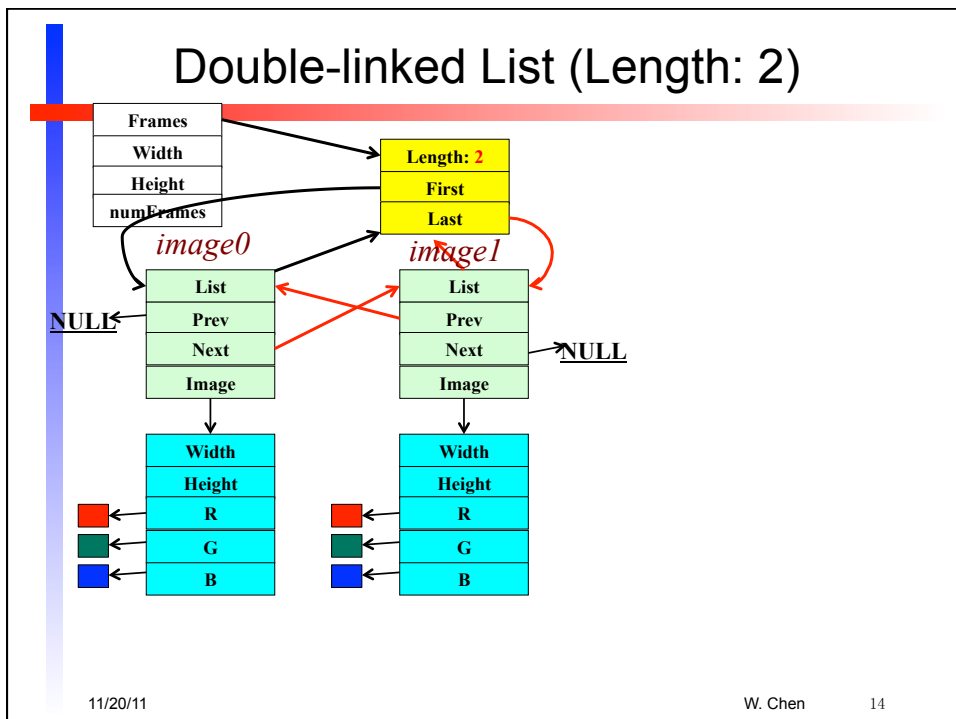 Double-linked List (Length: 2)
Frames
Width
Height
numFrames
Length: 2
First
Last
image0
image1
List
Prev
Next
Image
NULL
List
Prev
Next
Image
NULL
Width
Height
R
G
B
Width
Height
R
G
B
11/20/11
W. Chen
14